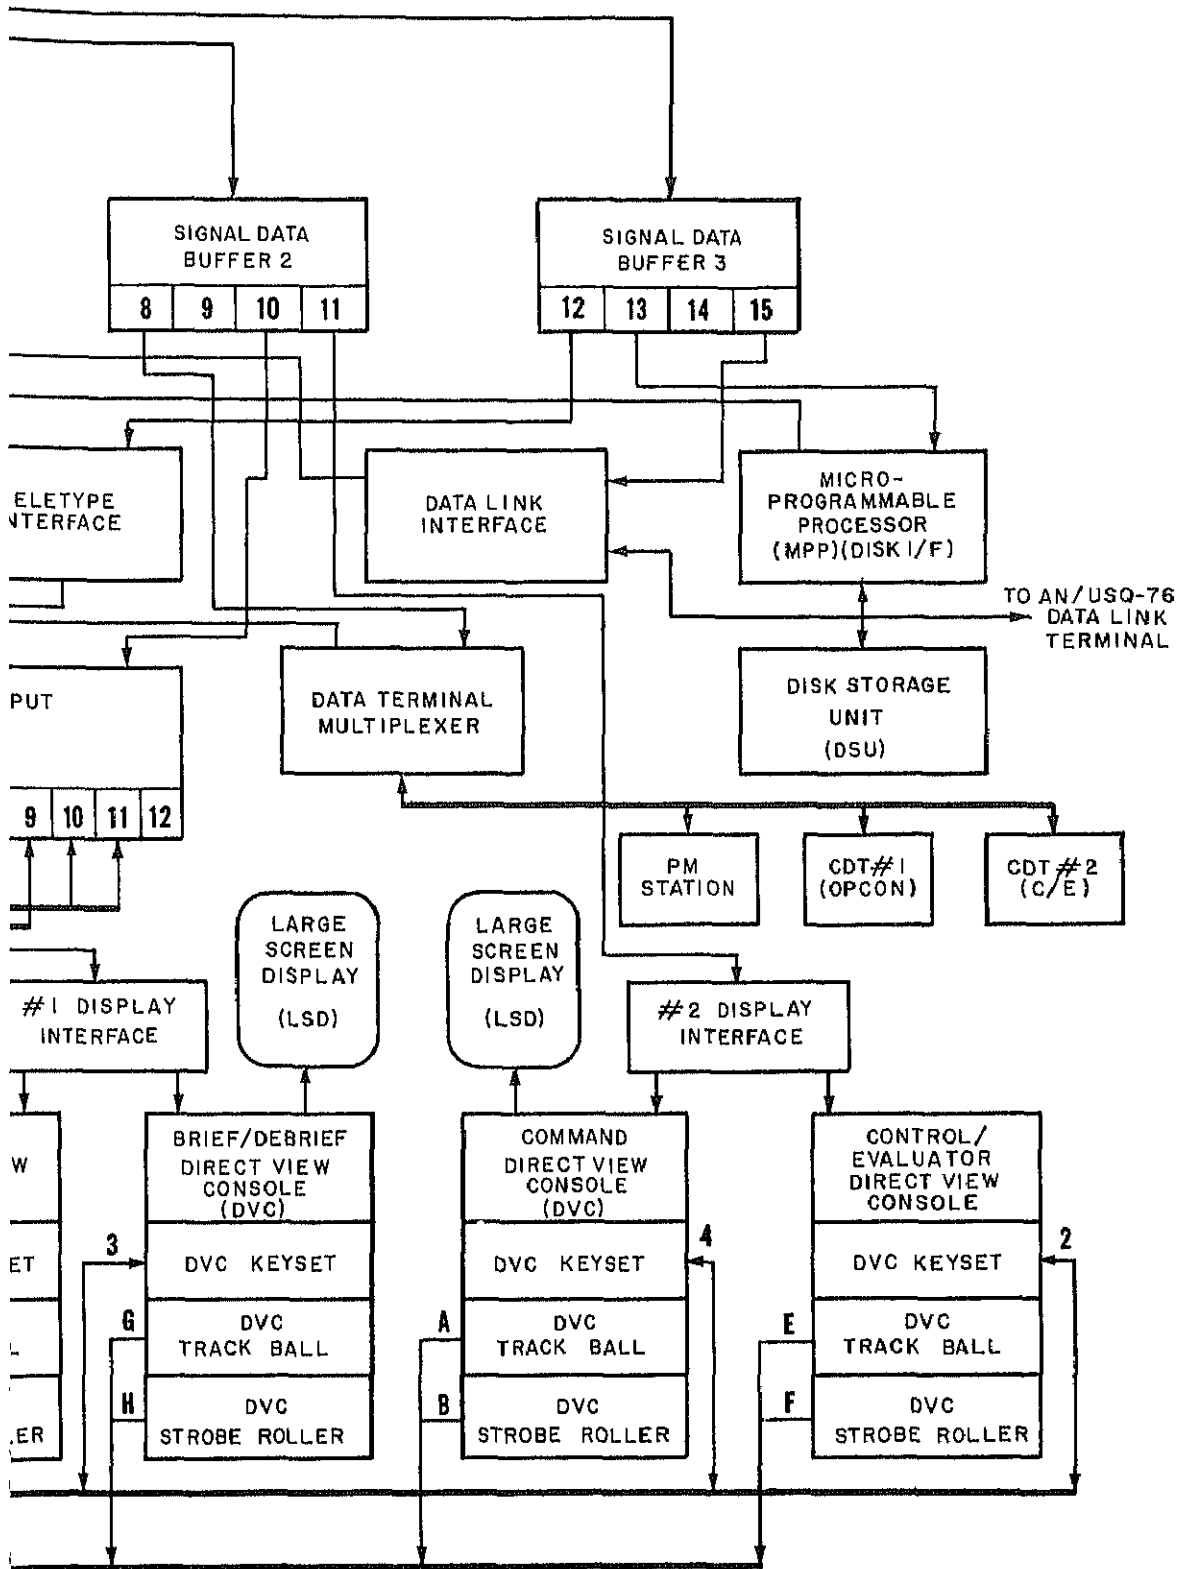 SIGNAL DATA
BUFFER 2
8 9 10 11
SIGNAL DATA
BUFFER 3
12 13 14 15
ELETYPE
NTERFACE
DATA LINK
INTERFACE
MICRO-
PROGRAMMABLE
PROCESSOR
(MPP)(DISK I/F)
TO AN/USQ-76
DATA LINK
TERMINAL
PUT
9 10 11 12
DATA TERMINAL
MULTIPLEXER
DISK STORAGE
UNIT
(DSU)
PM
STATION
CDT#1
(OPCON)
CDT #2
(C/E)
LARGE
SCREEN
DISPLAY
(LSD)
LARGE
SCREEN
DISPLAY
(LSD)
#1 DISPLAY
INTERFACE
#2 DISPLAY
INTERFACE
W
ET
L
ER
BRIEF/DEBRIEF
DIRECT VIEW
CONSOLE
(DVC)
3
DVC KEYSET
G
DVC
TRACK BALL
H
DVC
STROBE ROLLER
COMMAND
DIRECT VIEW
CONSOLE
(DVC)
4
DVC KEYSET
A
DVC
TRACK BALL
B
DVC
STROBE ROLLER
CONTROL/
EVALUATOR
DIRECT VIEW
CONSOLE
2
DVC KEYSET
E
DVC
TRACK BALL
F
DVC
STROBE ROLLER